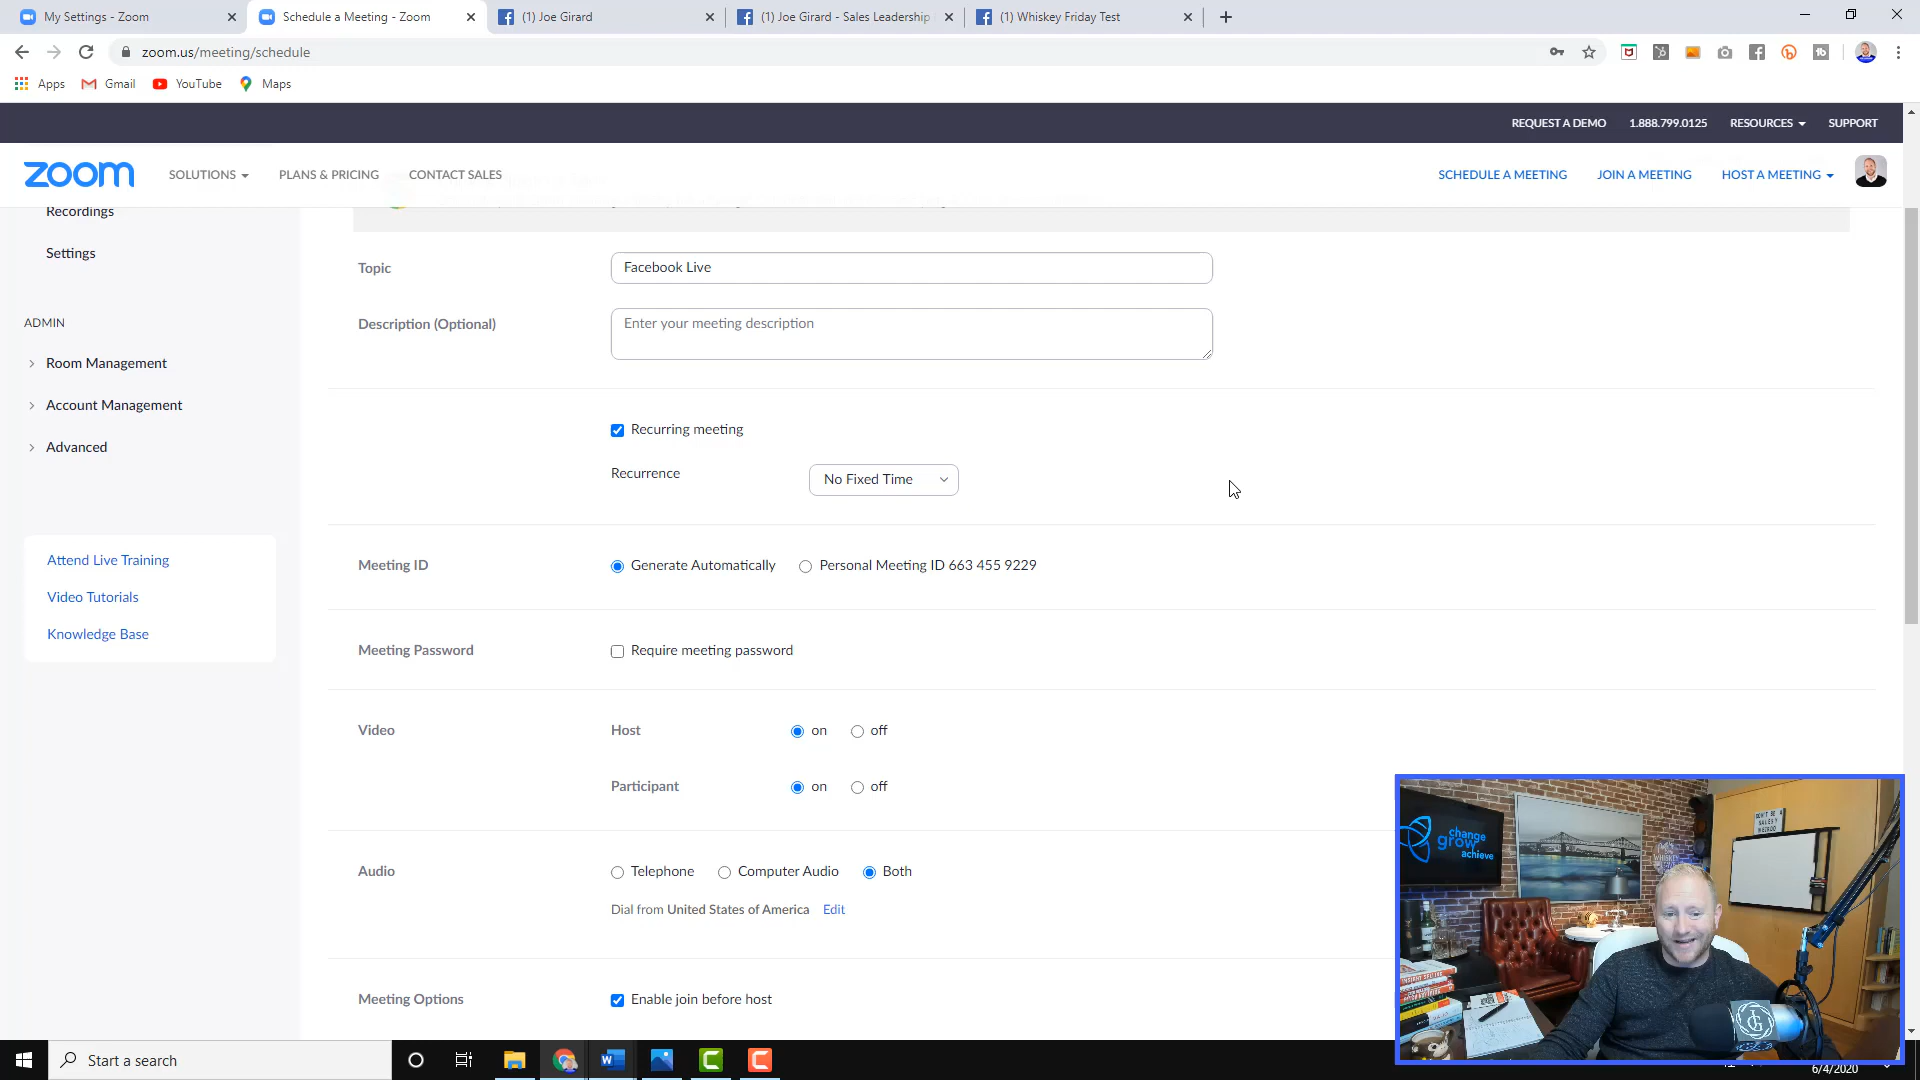 My Settings - Zoom
Schedule a Meeting - Zoom
(1) Joe Girard
(1) Joe Girard - Sales Leadership
(1) Whiskey Friday Test
zoom.us/meeting/schedule
Apps
Gmail
YouTube
Maps
REQUEST A DEMO
1.888.799.0125
RESOURCES
SUPPORT
zoom
SOLUTIONS
PLANS & PRICING
CONTACT SALES
SCHEDULE A MEETING
JOIN A MEETING
HOST A MEETING
Recordings
Settings
ADMIN
Room Management
Account Management
Advanced
Attend Live Training
Video Tutorials
Knowledge Base
Topic
Facebook Live
Description (Optional)
Enter your meeting description
Recurring meeting
Recurrence
No Fixed Time
Meeting ID
Generate Automatically
Personal Meeting ID 663 455 9229
Meeting Password
Require meeting password
Video
Host
on
off
Participant
on
off
Audio
Telephone
Computer Audio
Both
Dial from United States of America
Edit
Meeting Options
Enable join before host
change
grow
achieve
DON'T BE A
SALESY
WEIRDO
Start a search
6/4/2020